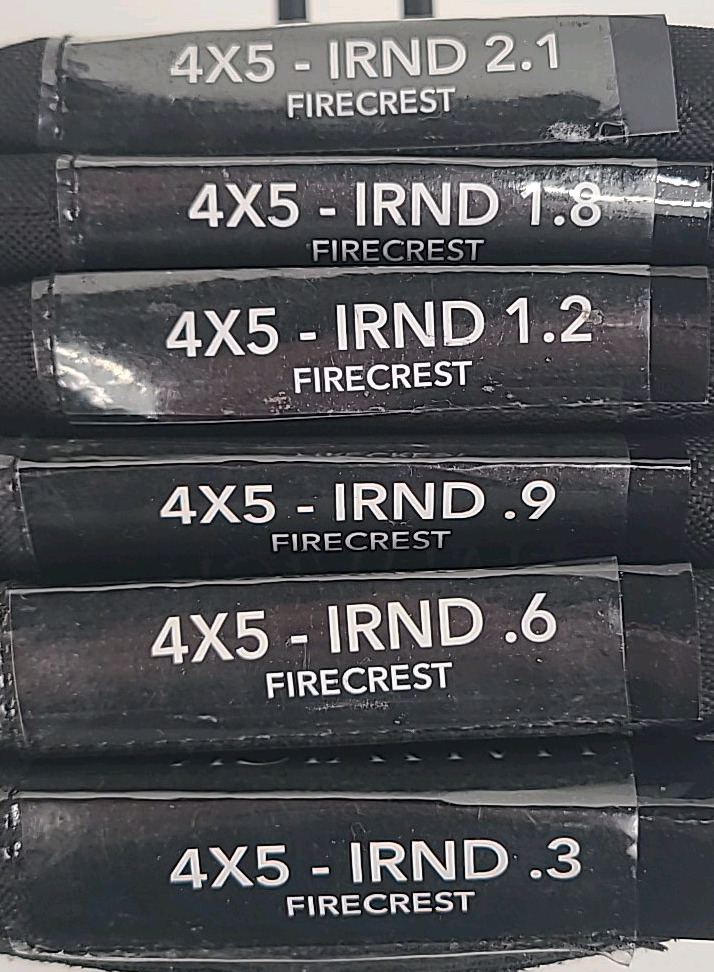 4X5 - IRND 2.1
FIRECREST
4X5 - IRND 1.8
FIRECREST
4X5 - IRND 1.2
FIRECREST
4X5 - IRND .9
FIRECREST
4X5 - IRND .6
FIRECREST
4X5 - IRND .3
FIRECREST